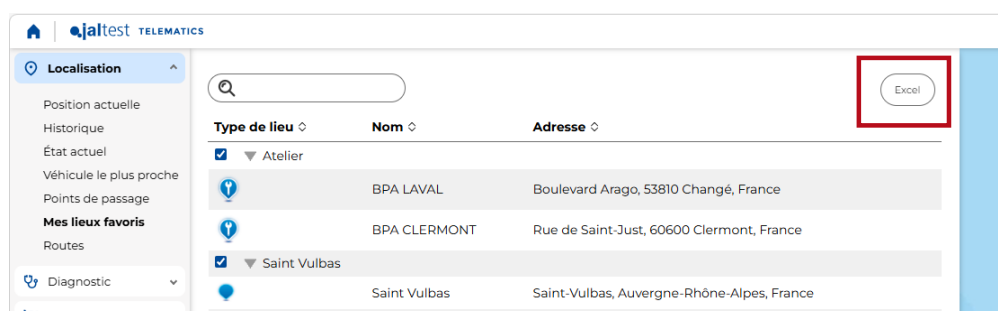 jaltest TELEMATICS
Localisation
Position actuelle
Historique
État actuel
Véhicule le plus proche
Points de passage
Mes lieux favoris
Routes
Diagnostic
Excel
Type de lieu Nom Adresse
Atelier
BPA LAVAL Boulevard Arago, 53810 Changé, France
BPA CLERMONT Rue de Saint-Just, 60600 Clermont, France
Saint Vulbas
Saint Vulbas Saint-Vulbas, Auvergne-Rhône-Alpes, France